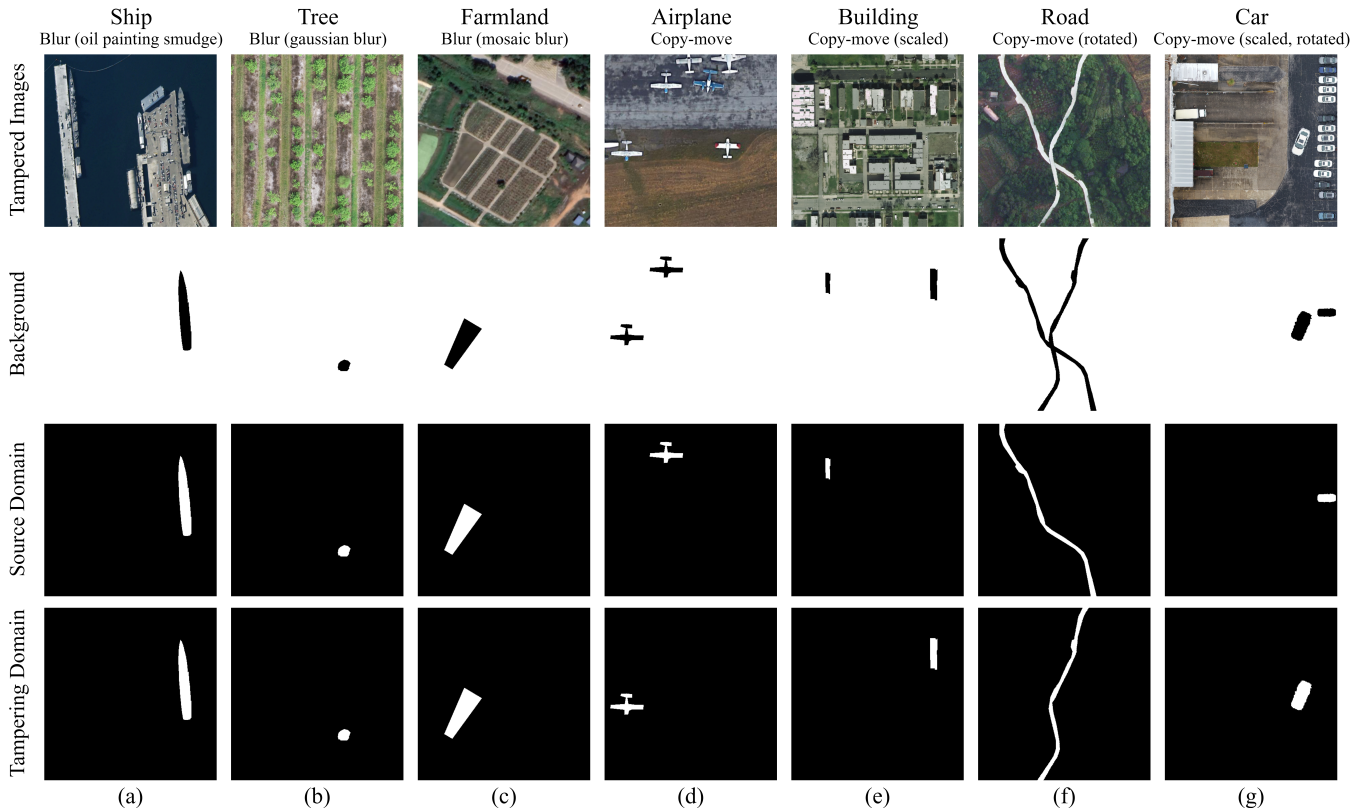 Ship Tree Farmland Airplane Building Road Car
Blur (oil painting smudge) Blur (gaussian blur) Blur (mosaic blur) Copy-move Copy-move (scaled) Copy-move (rotated) Copy-move (scaled, rotated)
Tampered Images
Background
Source Domain
Tampering Domain
(a) (b) (c) (d) (e) (f) (g)